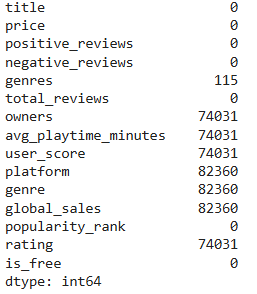 title 0
price 0
positive_reviews 0
negative_reviews 0
genres 115
total_reviews 0
owners 74031
avg_playtime_minutes 74031
user_score 74031
platform 82360
genre 82360
global_sales 82360
popularity_rank 0
rating 74031
is_free 0
dtype: int64